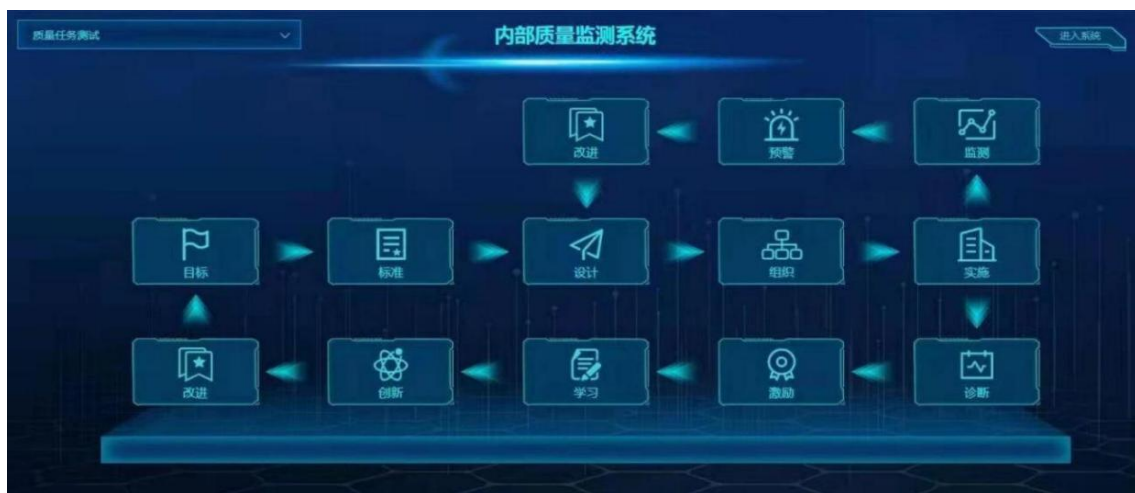 质量任务测试
内部质量监测系统
进入系统
改进
预警
监测
目标
标准
设计
组织
实施
改进
创新
学习
激励
诊断